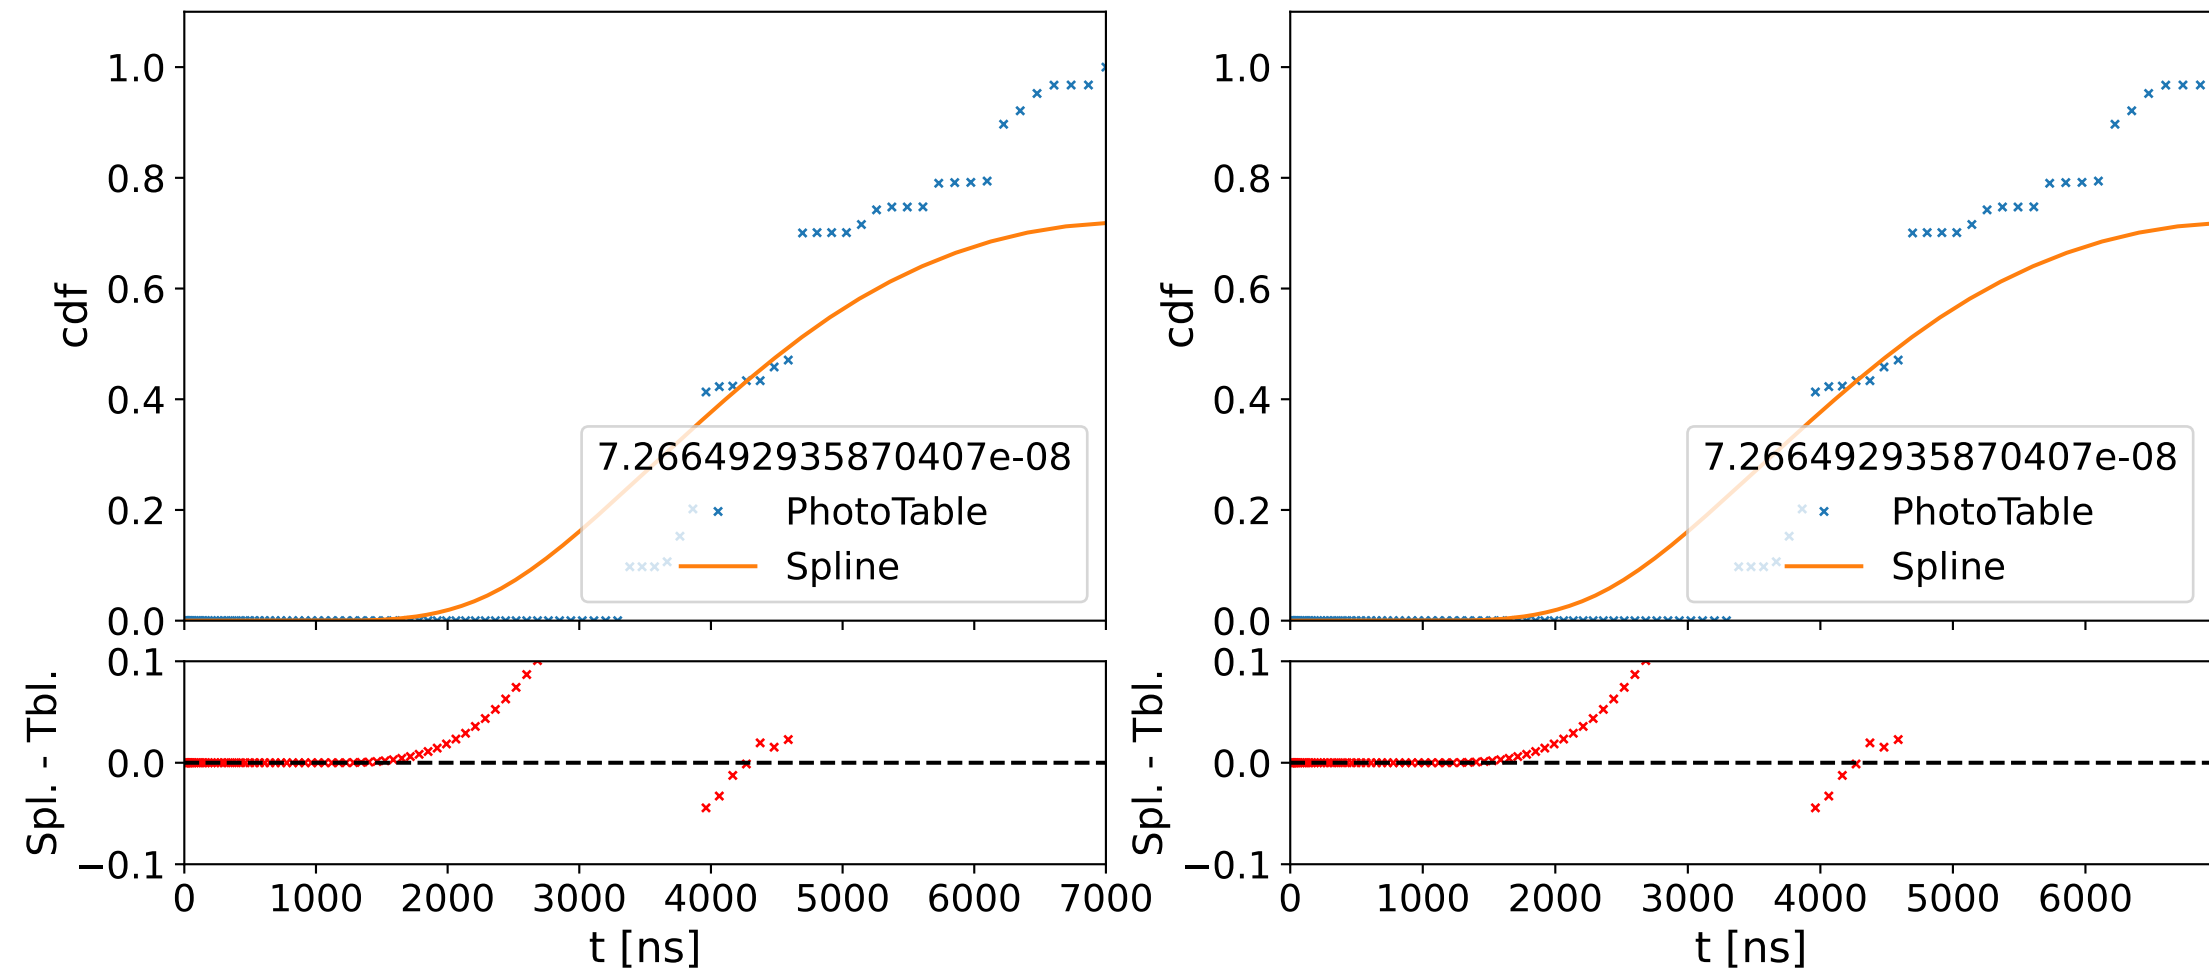 1.0
0.8
0.6
0.4
0.2
0.0
cdf
7.266492935870407e-08
PhotoTable
Spline
0.1
0.0
−0.1
Spl. - Tbl.
0 1000 2000 3000 4000 5000 6000 7000
t [ns]
1.0
0.8
0.6
0.4
0.2
0.0
cdf
7.266492935870407e-08
PhotoTable
Spline
0.1
0.0
−0.1
Spl. - Tbl.
0 1000 2000 3000 4000 5000 6000
t [ns]